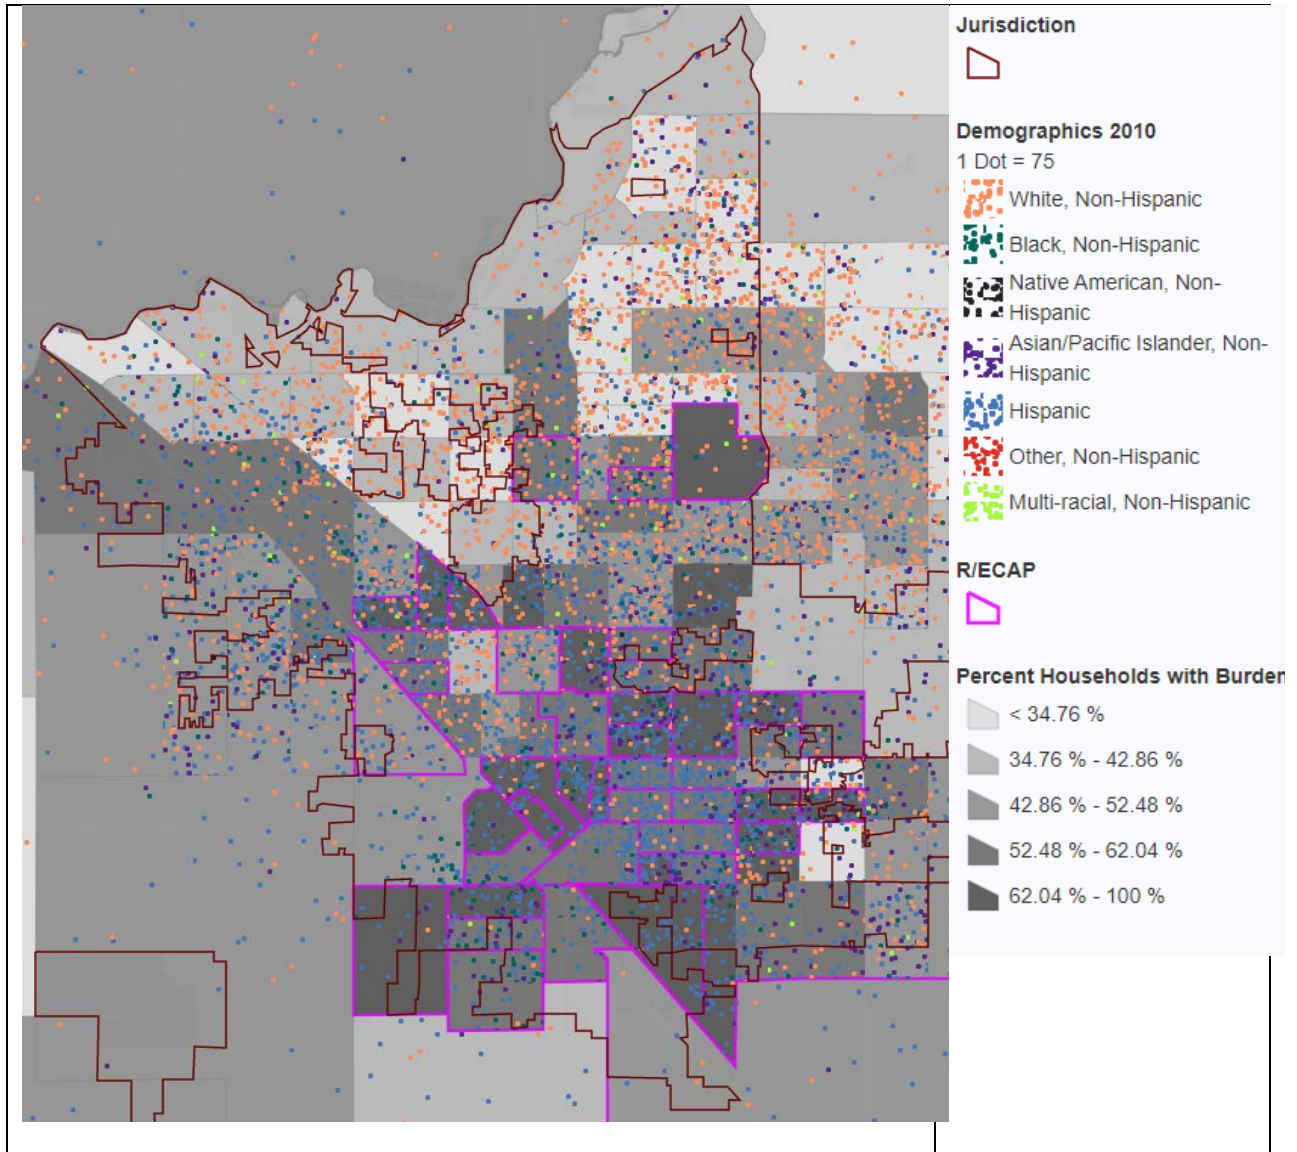 Jurisdiction
Demographics 2010
1 Dot = 75
White, Non-Hispanic
Black, Non-Hispanic
Native American, Non-
Hispanic
Asian/Pacific Islander, Non-
Hispanic
Hispanic
Other, Non-Hispanic
Multi-racial, Non-Hispanic
R/ECAP
Percent Households with Burden
< 34.76 %
34.76 % - 42.86 %
42.86 % - 52.48 %
52.48 % - 62.04 %
62.04 % - 100 %